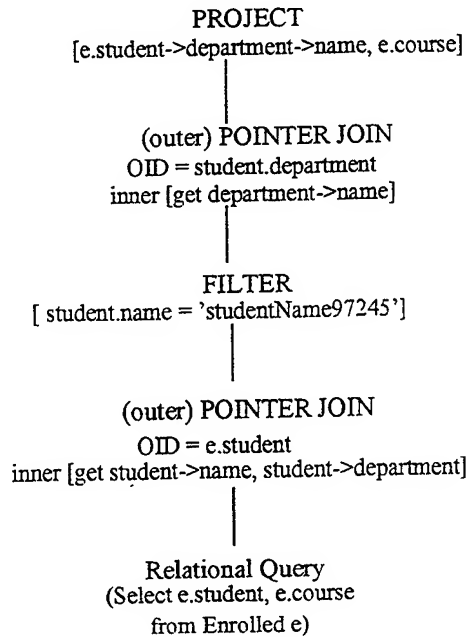 PROJECT
[e.student->department->name, e.course]
(outer) POINTER JOIN
OID = student.department
inner [get department->name]
FILTER
[ student.name = ’studentName97245’]
(outer) POINTER JOIN
OID = e.student
inner [get student->name, student->department]
Relational Query
(Select e.student, e.course
from Enrolled e)